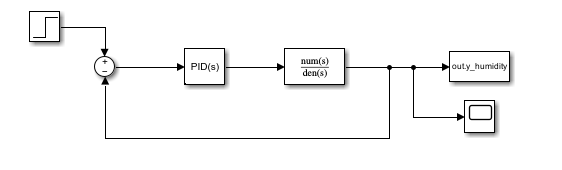 +
−
PID(s)
num(s)
den(s)
out.y_humidity